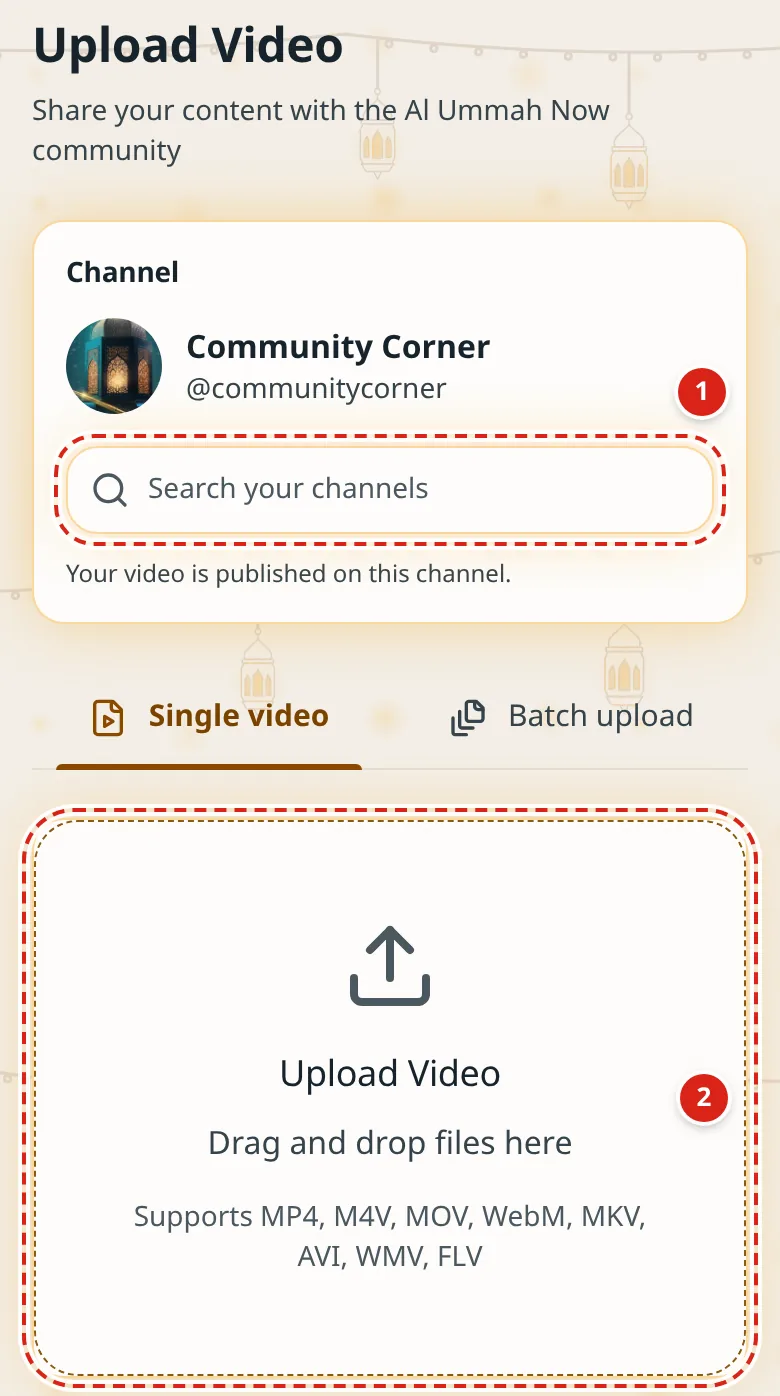 Upload Video
Share your content with the Al Ummah Now
community
Channel
Community Corner
@communitycorner
1
Search your channels
Your video is published on this channel.
Single video
Batch upload
Upload Video
2
Drag and drop files here
Supports MP4, M4V, MOV, WebM, MKV,
AVI, WMV, FLV